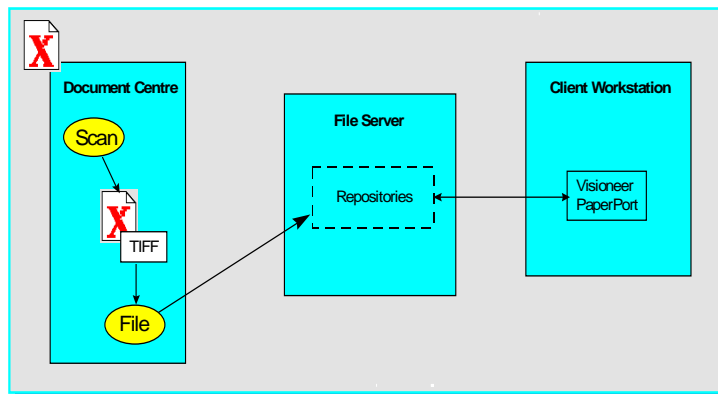 X
Document Centre
Scan
X
TIFF
File
File Server
Repositories
Client Workstation
Visioneer
PaperPort